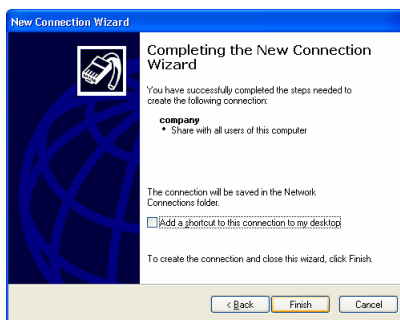 New Connection Wizard
Completing the New Connection
Wizard
You have successfully completed the steps needed to
create the following connection:
company
• Share with all users of this computer
The connection will be saved in the Network
Connections folder.
Add a shortcut to this connection to my desktop
To create the connection and close this wizard, click Finish.
< Back
Finish
Cancel